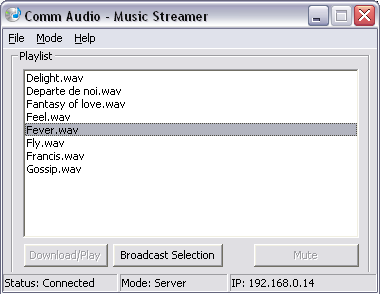 Comm Audio - Music Streamer
File Mode Help
Playlist
Delight.wav
Departe de noi.wav
Fantasy of love.wav
Feel.wav
Fever.wav
Fly.wav
Francis.wav
Gossip.wav
Download/Play Broadcast Selection Mute
Status: Connected Mode: Server IP: 192.168.0.14